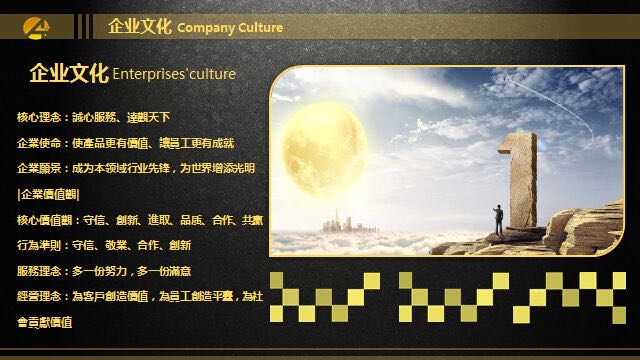 企业文化 Company Culture
企业文化 Enterprises'culture
核心理念：誠心服務、達觀天下
企業使命：使產品更有價值、讓員工更有成就
企業願景：成为本领域行业先锋，为世界增添光明
|企業價值觀|
核心價值觀：守信、創新、進取、品质、合作、共贏
行為準則：守信、敬業、合作、創新
服務理念：多一份努力，多一份滿意
經營理念：為客戶創造價值，為員工創造平臺，為社
會貢獻價值
1